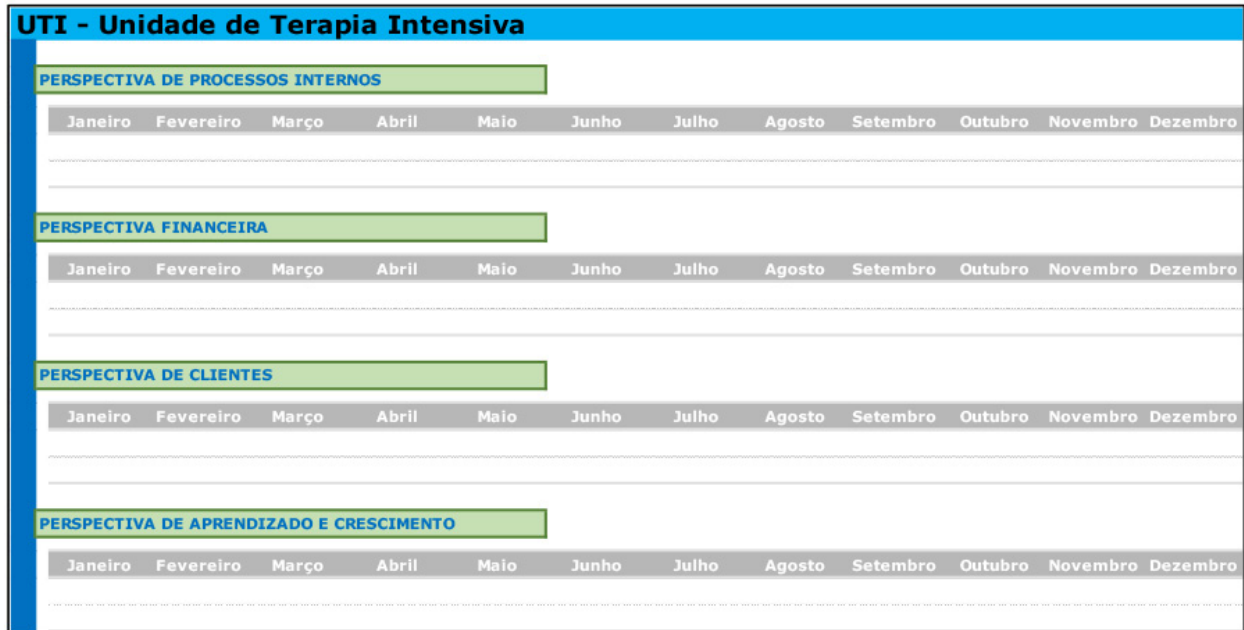 UTI - Unidade de Terapia Intensiva
PERSPECTIVA DE PROCESSOS INTERNOS
Janeiro Fevereiro Março Abril Maio Junho Julho Agosto Setembro Outubro Novembro Dezembro
PERSPECTIVA FINANCEIRA
Janeiro Fevereiro Março Abril Maio Junho Julho Agosto Setembro Outubro Novembro Dezembro
PERSPECTIVA DE CLIENTES
Janeiro Fevereiro Março Abril Maio Junho Julho Agosto Setembro Outubro Novembro Dezembro
PERSPECTIVA DE APRENDIZADO E CRESCIMENTO
Janeiro Fevereiro Março Abril Maio Junho Julho Agosto Setembro Outubro Novembro Dezembro